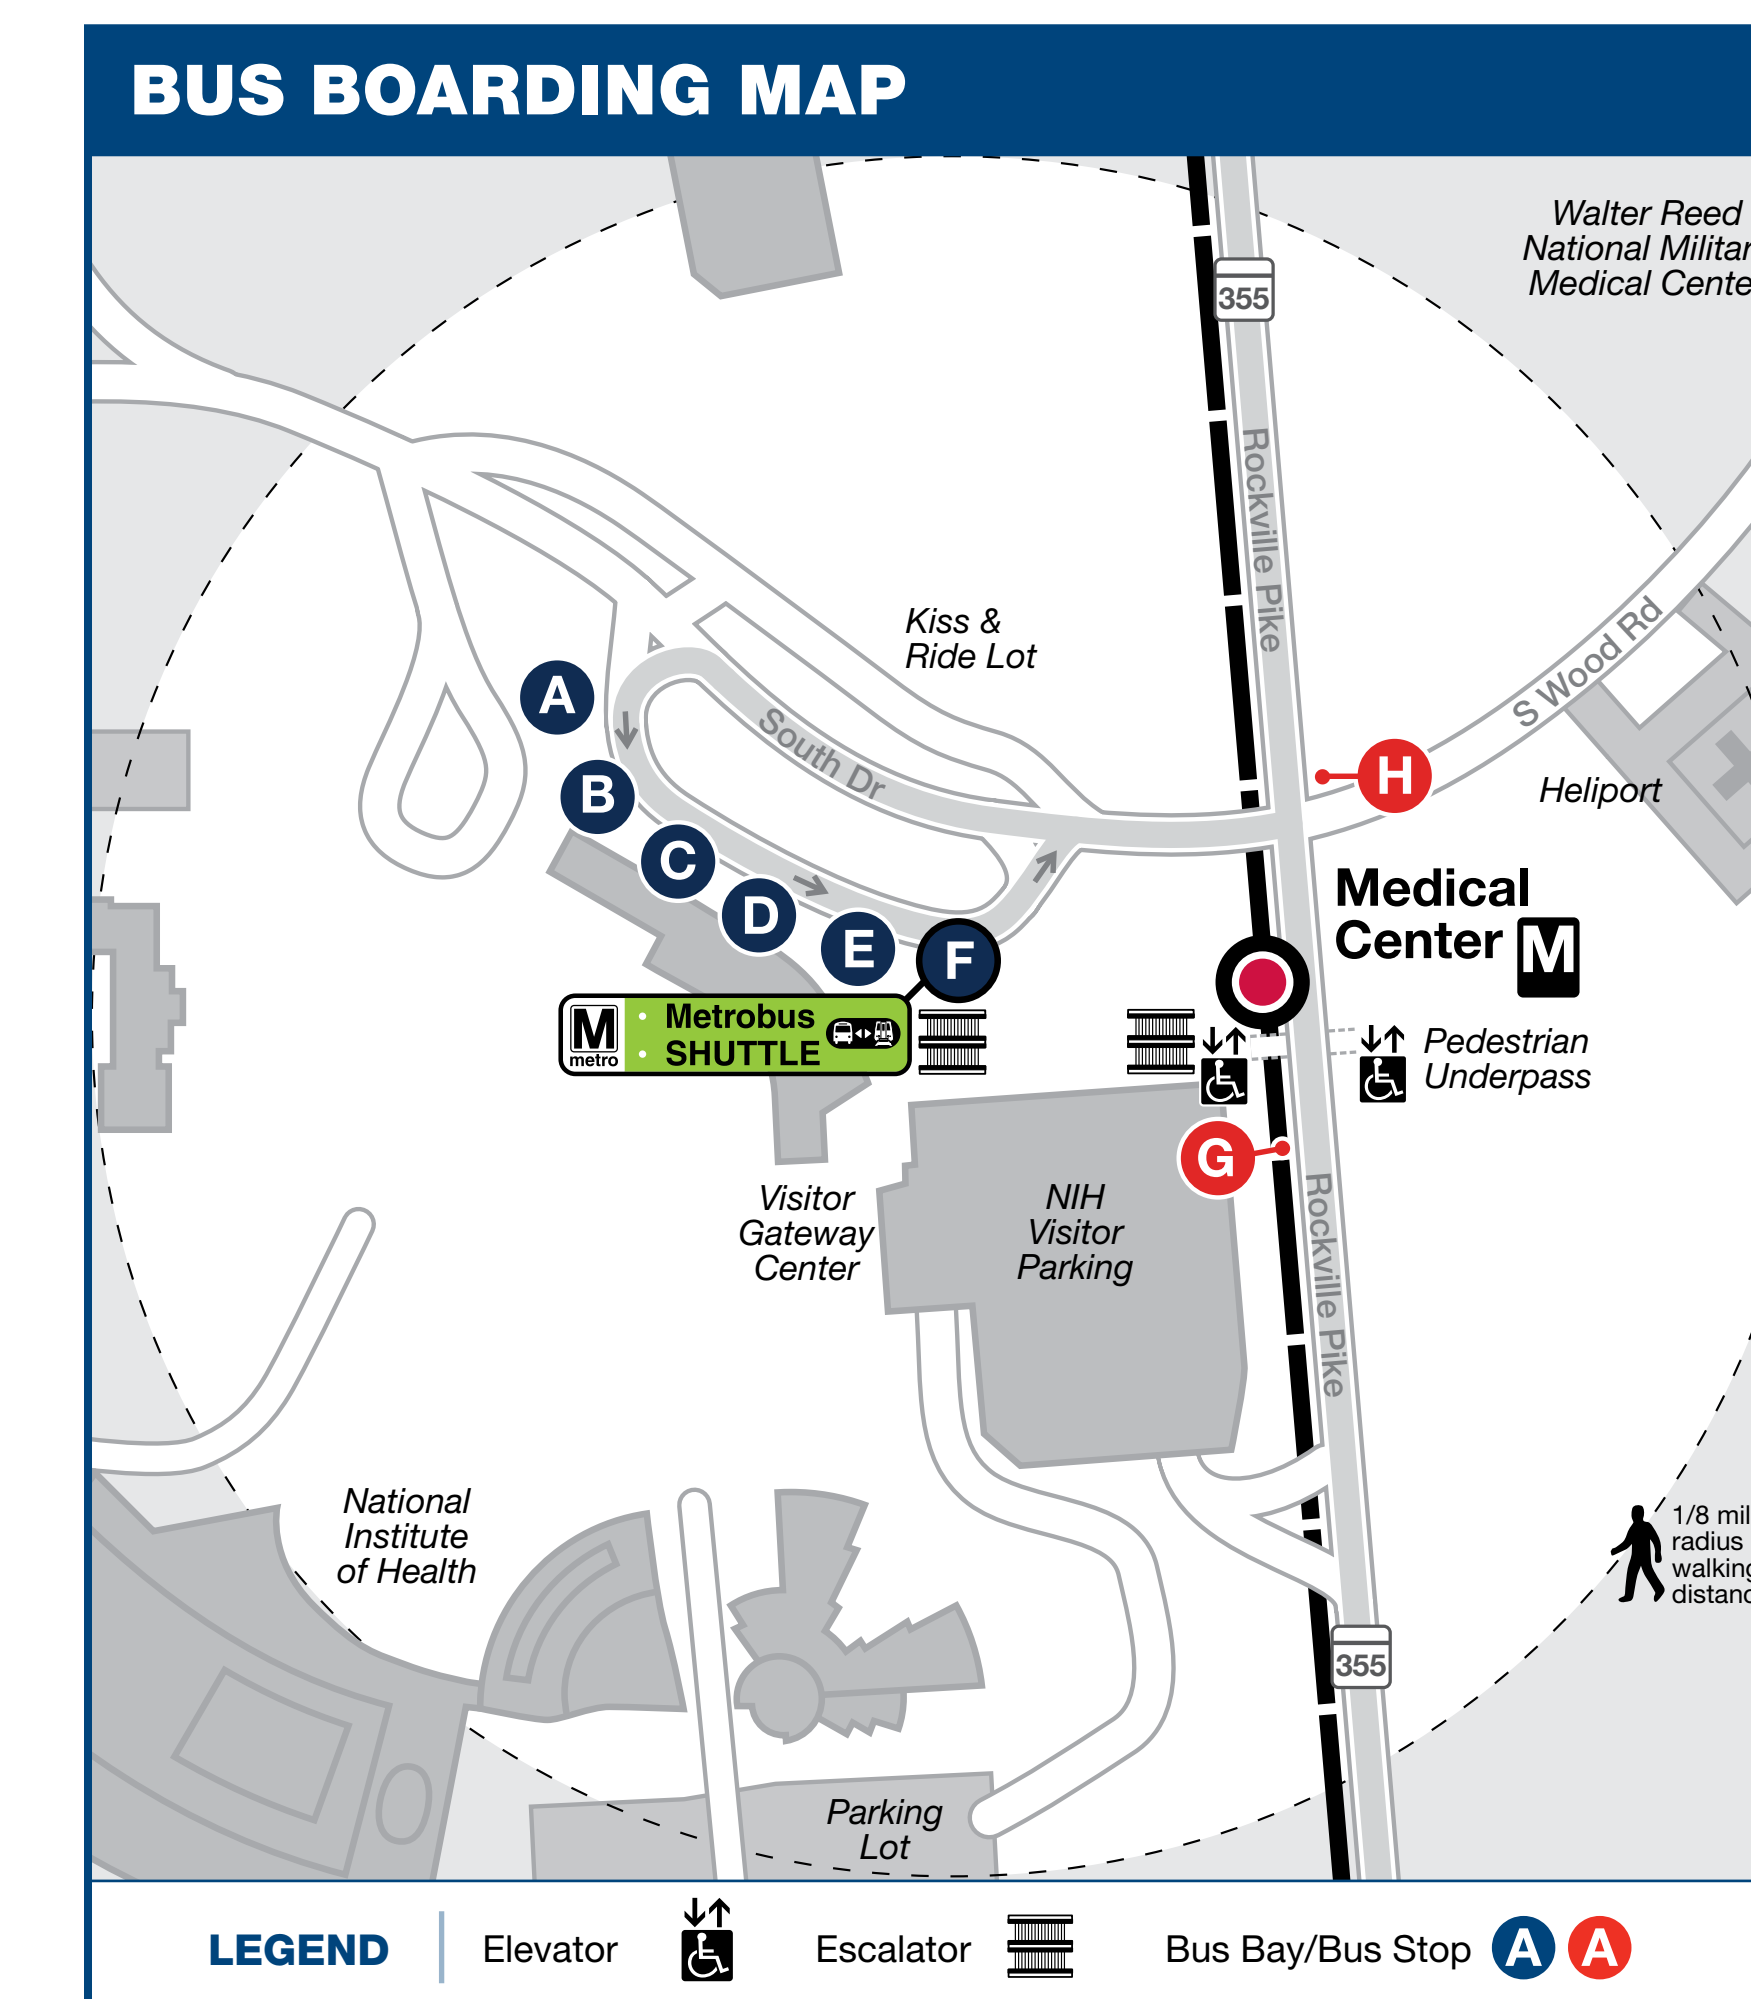 BUS BOARDING MAP
Walter Reed
National Militar
Medical Cente
355
Rockville Pike
Kiss &
Ride Lot
S Wood Rd
A
South Dr
B
H
Heliport
C
Medical
Center M
D
E
F
M metro
• Metrobus
• SHUTTLE
Pedestrian
Underpass
G
Visitor
Gateway
Center
NIH
Visitor
Parking
Rockville Pike
National
Institute
of Health
1/8 mil
radius
walking
distanc
355
Parking
Lot
LEGEND
Elevator
Escalator
Bus Bay/Bus Stop A A